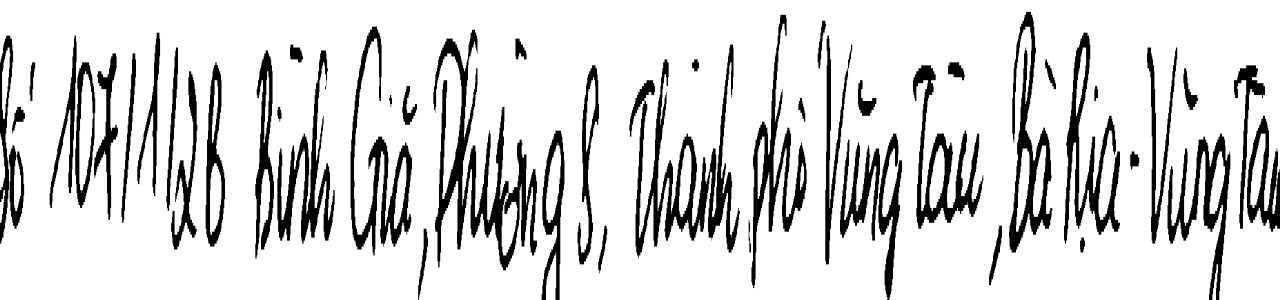 Số 107/1/2B Bình Giã, Phường 8, Thành phố Vũng Tàu, Bà Rịa - Vũng Tàu